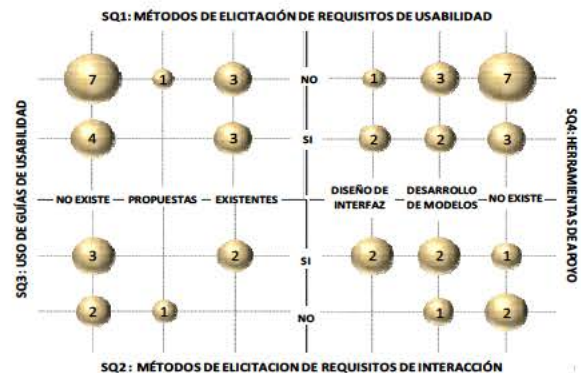 SQ1: MÉTODOS DE ELICITACIÓN DE REQUISITOS DE USABILIDAD
7 1 3 NO 1 3 7
4 3 SI 2 2 3
NO EXISTE PROPUESTAS EXISTENTES DISEÑO DE INTERFAZ DESARROLLO DE MODELOS NO EXISTE
3 2 SI 2 2 1
2 1 NO 1 2
SQ3: USO DE GUÍAS DE USABILIDAD
SQ4:HERRAMIENTAS DE APOYO
SQ2: MÉTODOS DE ELICITACION DE REQUISITOS DE INTERACCIÓN